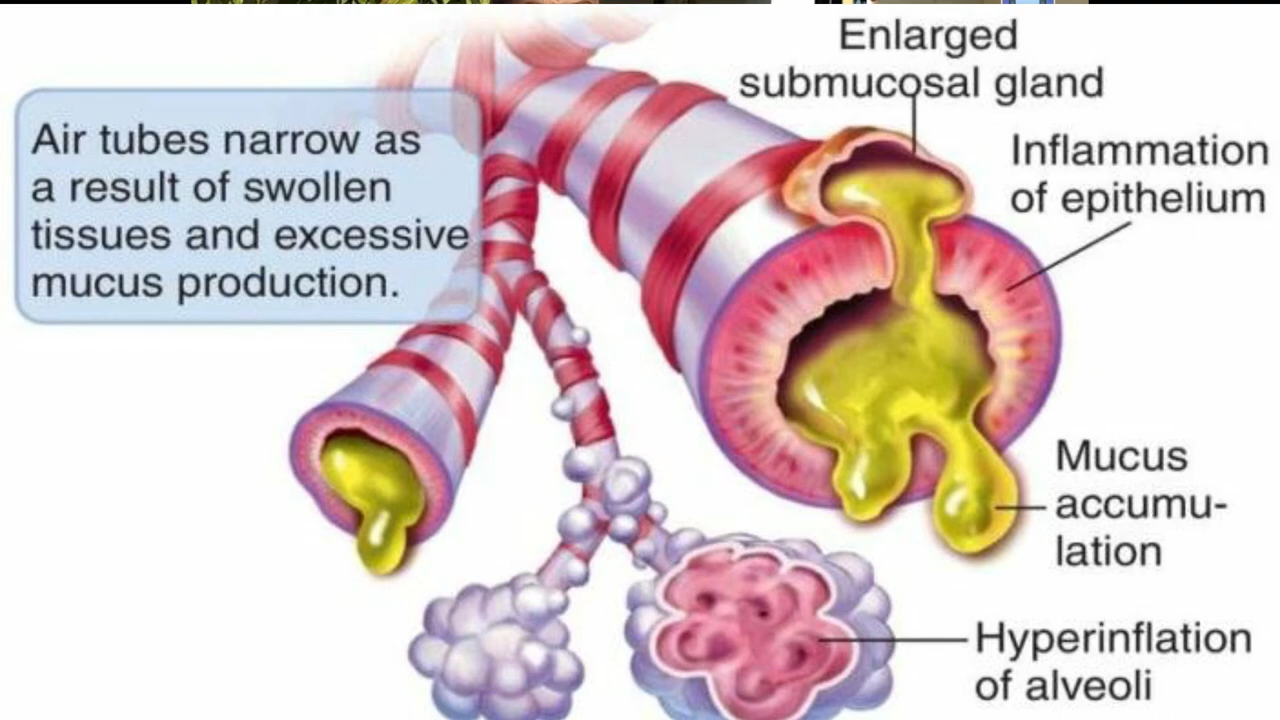 Enlarged
submucosal gland
Air tubes narrow as
a result of swollen
tissues and excessive
mucus production.
Inflammation
of epithelium
Mucus
accumu-
lation
Hyperinflation
of alveoli